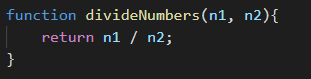 function divideNumbers(n1, n2){
    return n1 / n2;
}